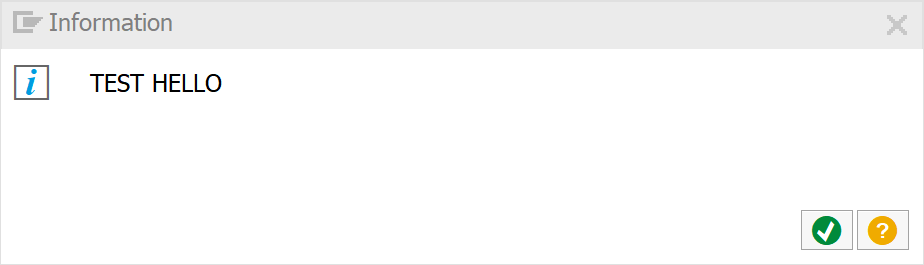 Information
i
TEST HELLO
?